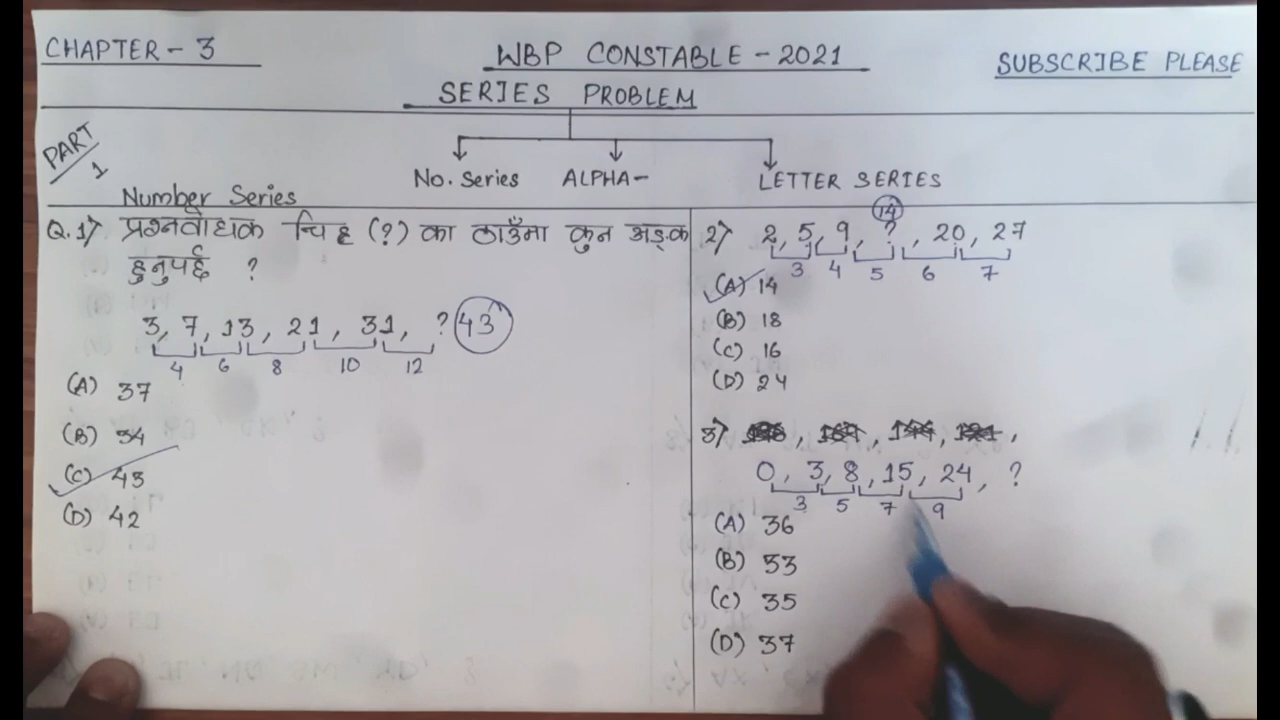 CHAPTER - 3
WBP CONSTABLE - 2021
SUBSCRIBE PLEASE
SERIES PROBLEM
PART 1
No. Series
ALPHA-
LETTER SERIES
Number Series
Q.1) प्रश्नवोधक चिह्न (?) का ठाउँमा कुन अङ्क
हुनुपर्छ ?
3, 7, 13, 21, 31, ? 43
4 6 8 10 12
(A) 37
(B) 34
(C) 43
(D) 42
14
2) 2, 5, 9, ?, 20, 27
3 4 5 6 7
(A) 14
(B) 18
(C) 16
(D) 24
3)
0, 3, 8, 15, 24, ?
3 5 7 9
(A) 36
(B) 33
(C) 35
(D) 37